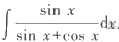 ∫ sin x / (sin x+cos x) dx.